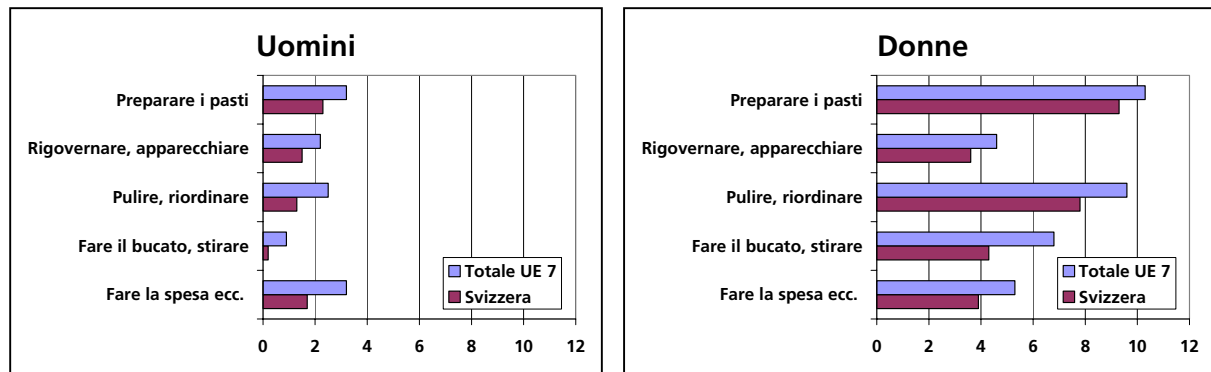 Uomini
Preparare i pasti
Rigovernare, apparecchiare
Pulire, riordinare
Fare il bucato, stirare
Fare la spesa ecc.
Totale UE 7
Svizzera
0 2 4 6 8 10 12
Donne
Preparare i pasti
Rigovernare, apparecchiare
Pulire, riordinare
Fare il bucato, stirare
Fare la spesa ecc.
Totale UE 7
Svizzera
0 2 4 6 8 10 12